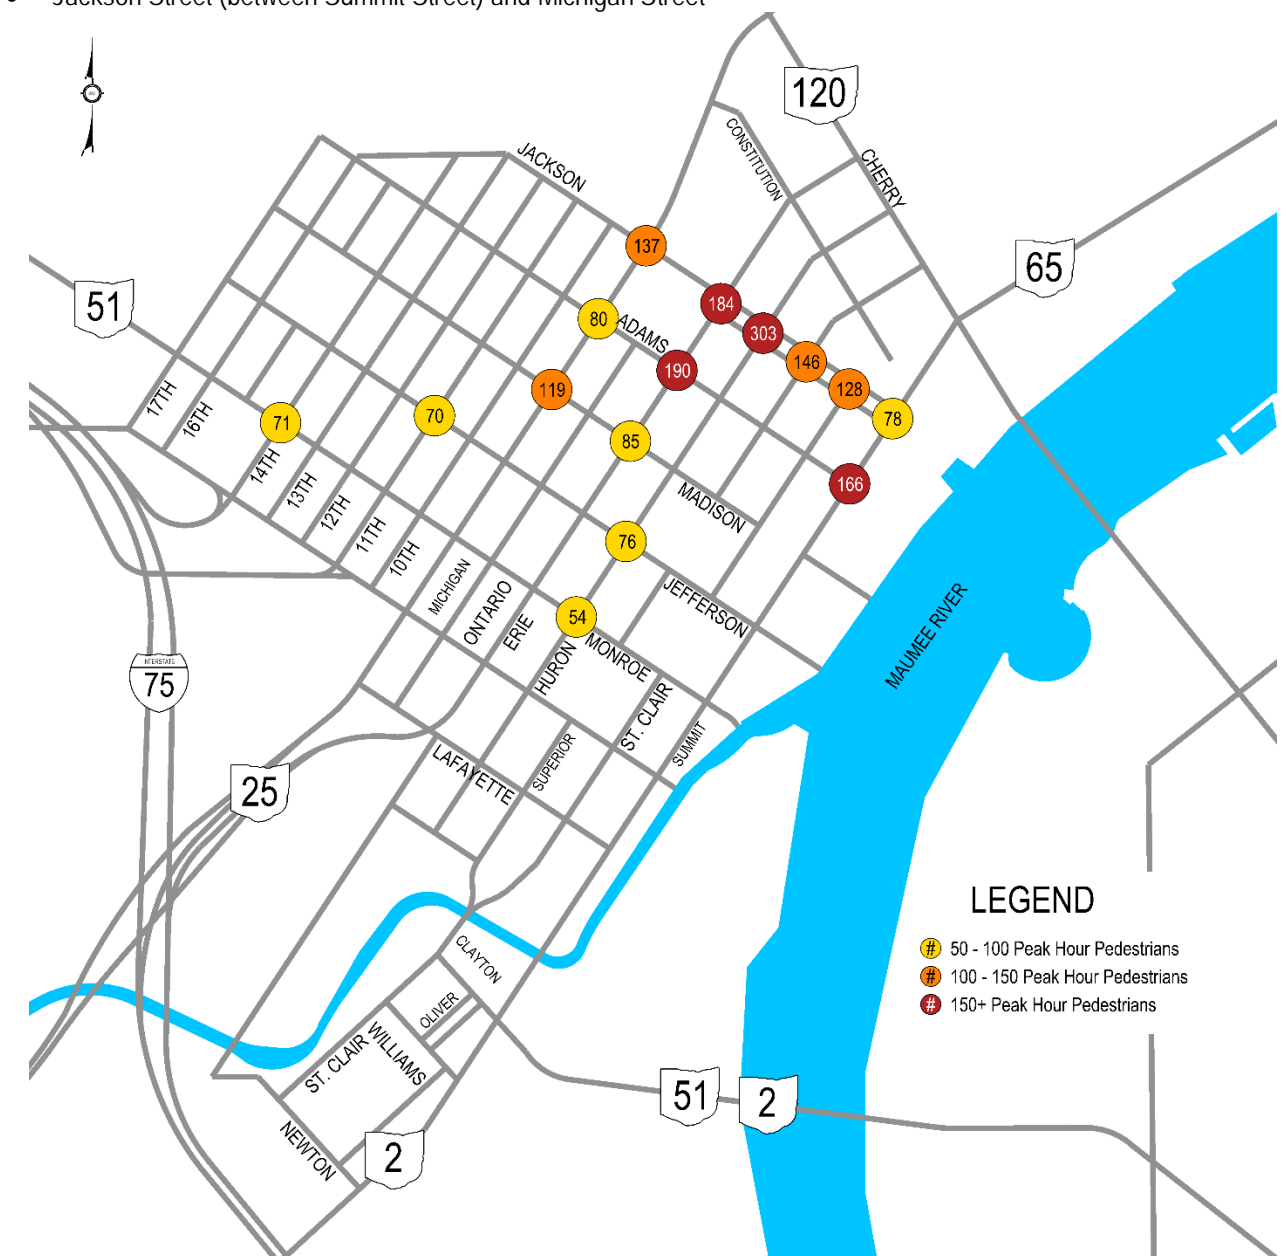 Jackson Street (between Summit Street) and Michigan Street
120
CONSTITUTION
CHERRY
JACKSON
137
65
51
184
80
ADAMS
303
190
146
119
128
17TH
16TH
71
70
78
85
14TH
13TH
12TH
11TH
10TH
166
MADISON
76
MICHIGAN
ONTARIO
ERIE
JEFFERSON
54
MONROE
MAUMEE RIVER
HURON
INTERSTATE
75
ST. CLAIR
SUMMIT
SUPERIOR
LAFAYETTE
25
LEGEND
# 50 - 100 Peak Hour Pedestrians
# 100 - 150 Peak Hour Pedestrians
# 150+ Peak Hour Pedestrians
CLAYTON
OLIVER
WILLIAMS
ST. CLAIR
51
2
NEWTON
2